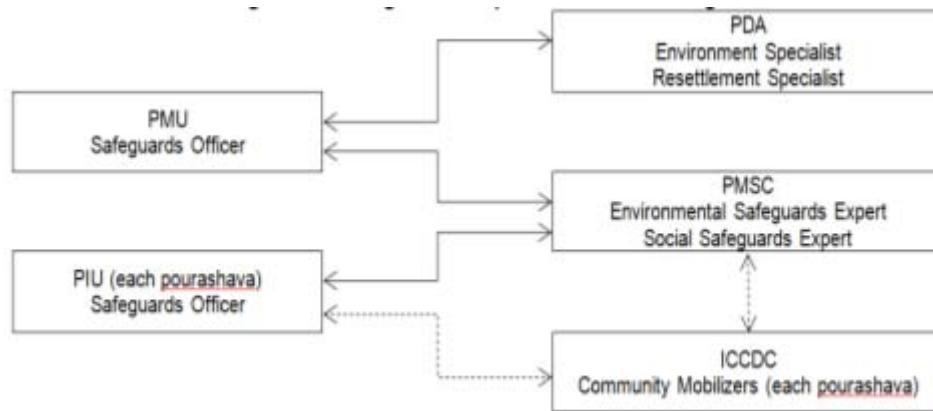 PDA
Environment Specialist
Resettlement Specialist
PMU
Safeguards Officer
PMSC
Environmental Safeguards Expert
Social Safeguards Expert
PIU (each pourashava)
Safeguards Officer
ICCDC
Community Mobilizers (each pourashava)